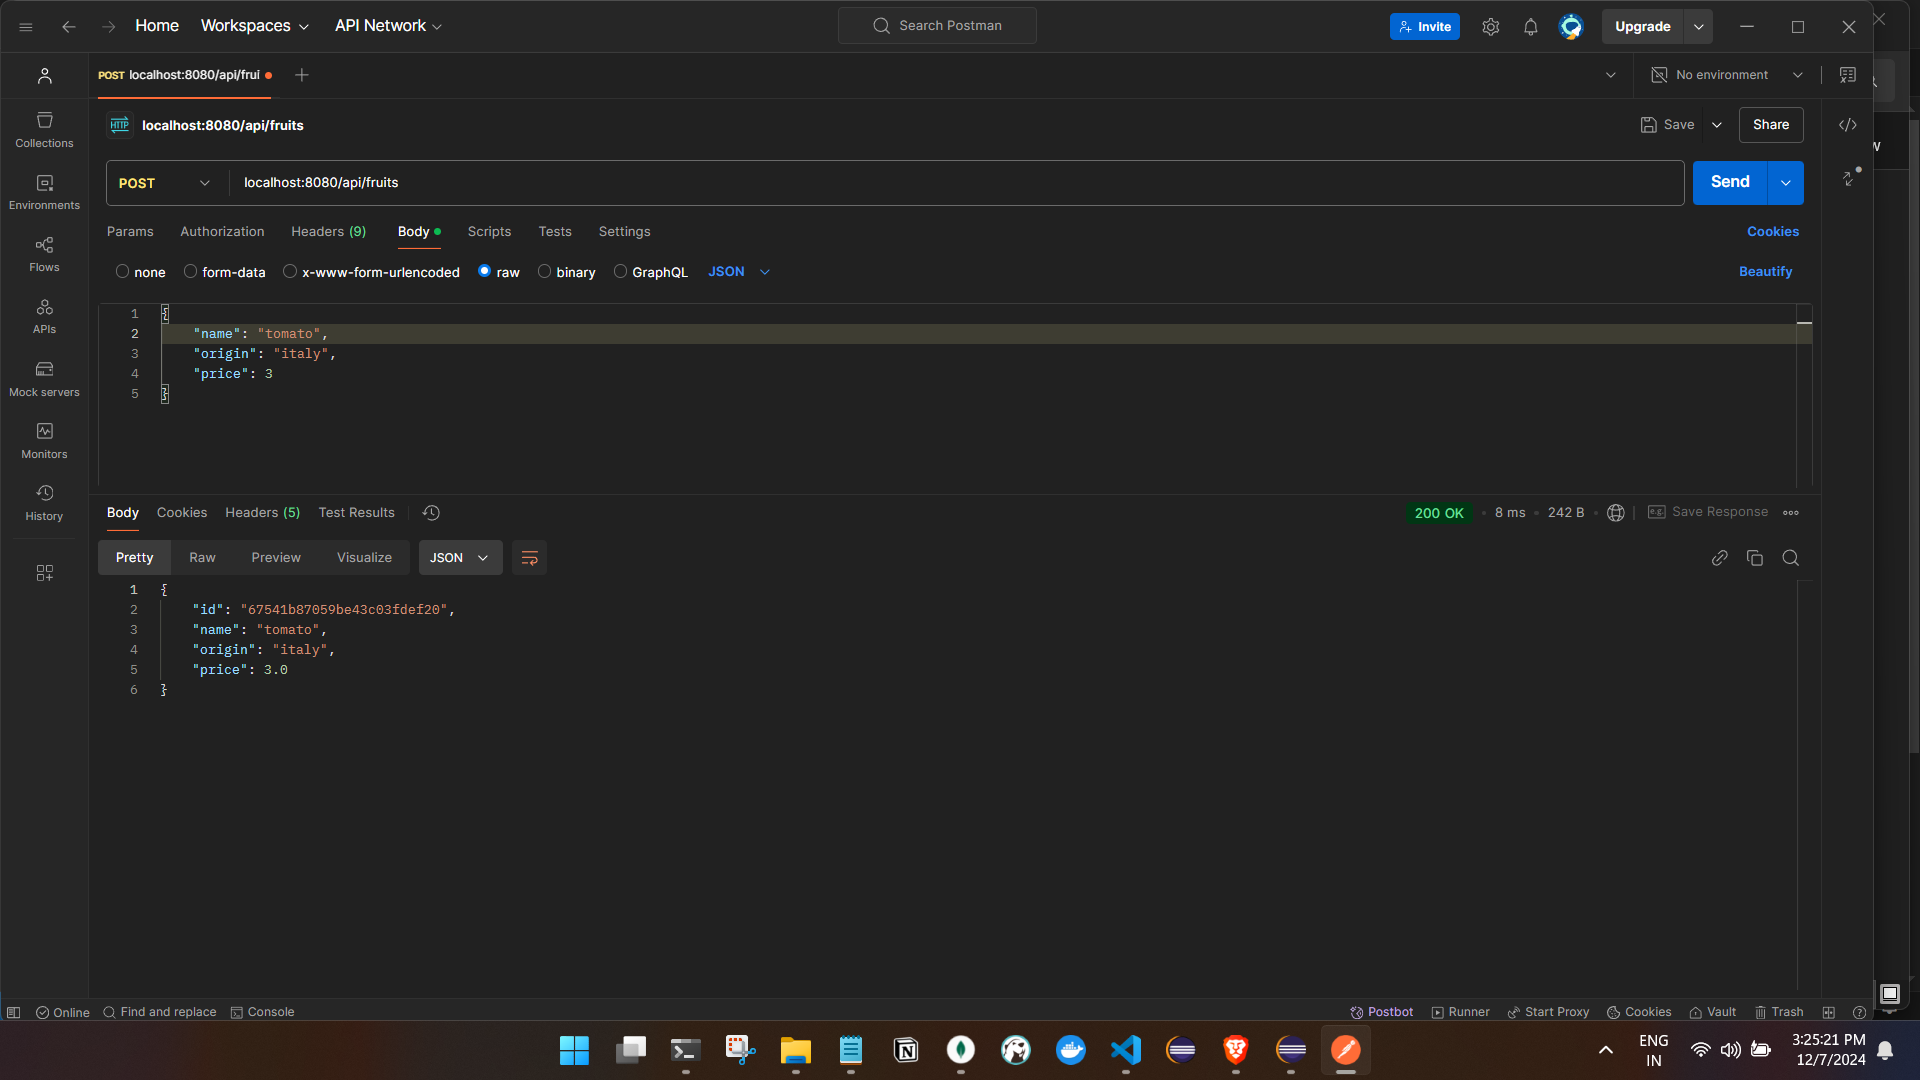 Home Workspaces API Network Search Postman Invite Upgrade
POST localhost:8080/api/frui No environment
HTTP localhost:8080/api/fruits Save Share
POST localhost:8080/api/fruits Send
Params Authorization Headers (9) Body Scripts Tests Settings Cookies
none form-data x-www-form-urlencoded raw binary GraphQL JSON Beautify
Collections
Environments
Flows
APIs
Mock servers
Monitors
History
1 {
2 "name": "tomato",
3 "origin": "italy",
4 "price": 3
5 }
Body Cookies Headers (5) Test Results 200 OK 8 ms 242 B e.g. Save Response
Pretty Raw Preview Visualize JSON
1 {
2 "id": "67541b87059be43c03fdef20",
3 "name": "tomato",
4 "origin": "italy",
5 "price": 3.0
6 }
Online Find and replace Console Postbot Runner Start Proxy Cookies Vault Trash
ENG
IN
3:25:21 PM
12/7/2024